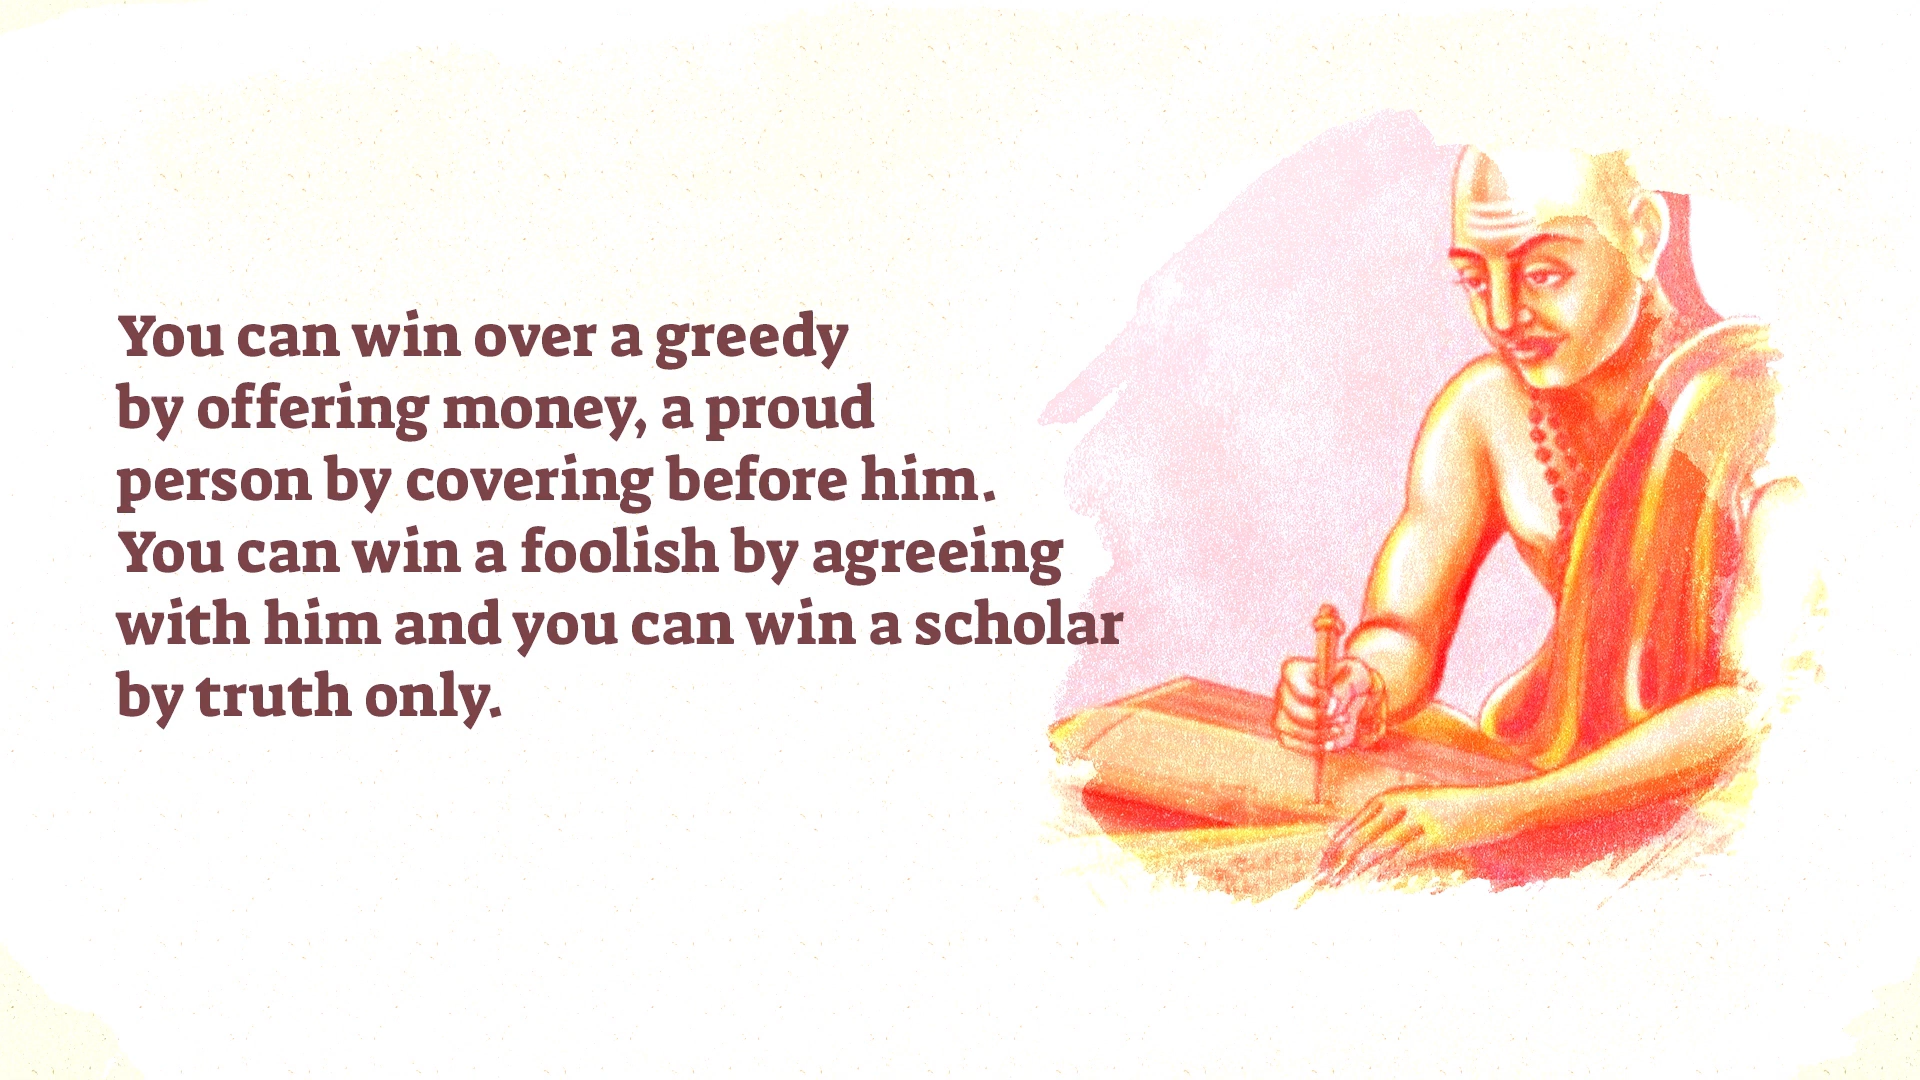 You can win over a greedy
by offering money, a proud
person by covering before him.
You can win a foolish by agreeing
with him and you can win a scholar
by truth only.